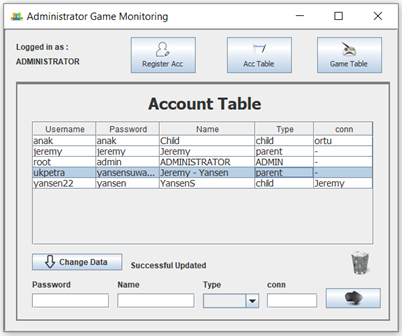 Administrator Game Monitoring
Logged in as :
ADMINISTRATOR
Register Acc
Acc Table
Game Table
Account Table
Username Password Name Type conn
anak anak Child child ortu
jeremy jeremy Jeremy parent -
root admin ADMINISTRATOR ADMIN -
ukpetra yansensuwa... Jeremy - Yansen parent -
yansen22 yansen YansenS child Jeremy
Change Data
Successful Updated
Password Name Type conn